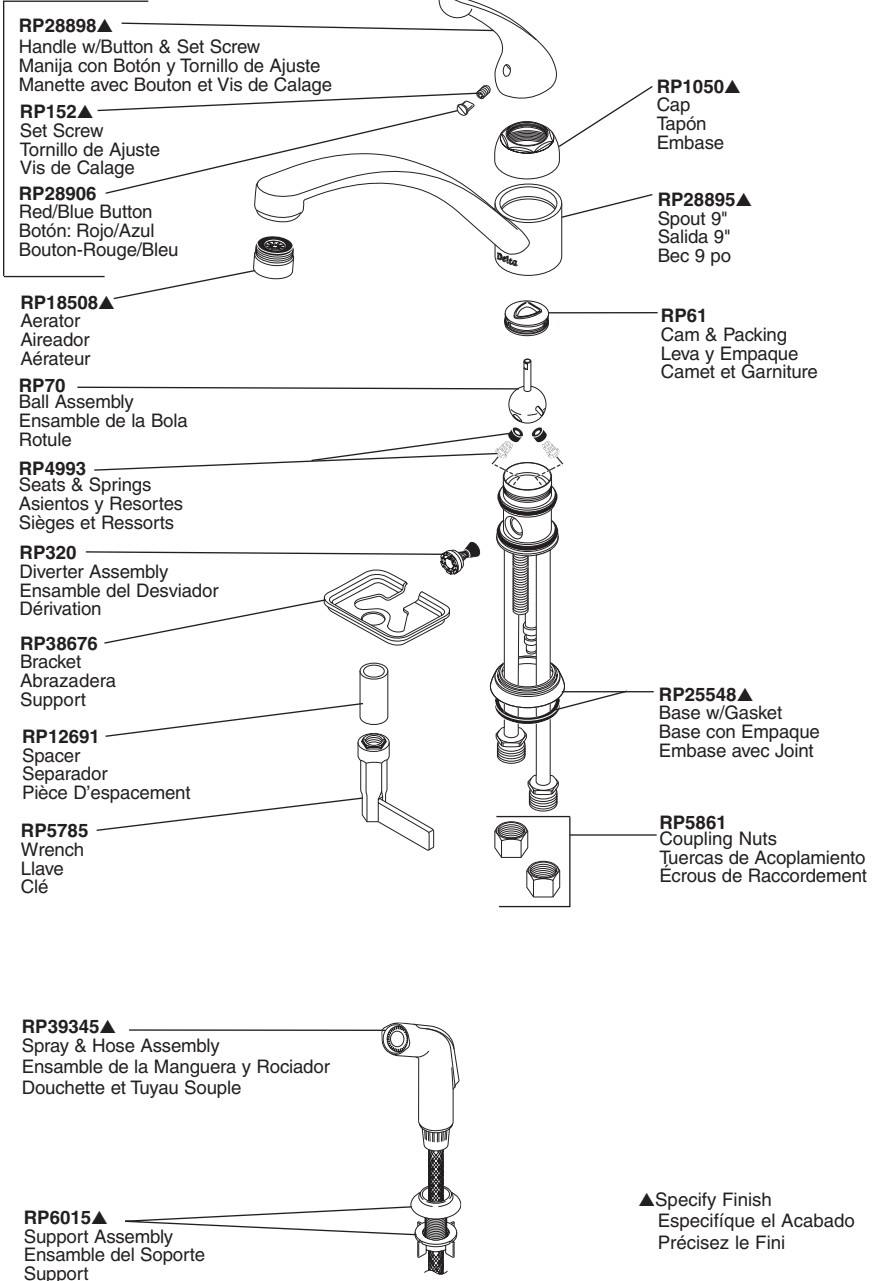 RP28898▲
Handle w/Button & Set Screw
Manija con Botón y Tornillo de Ajuste
Manette avec Bouton et Vis de Calage
RP152▲
Set Screw
Tornillo de Ajuste
Vis de Calage
RP28906
Red/Blue Button
Botón: Rojo/Azul
Bouton-Rouge/Bleu
RP18508▲
Aerator
Aireador
Aérateur
RP70
Ball Assembly
Ensamble de la Bola
Rotule
RP4993
Seats & Springs
Asientos y Resortes
Sièges et Ressorts
RP320
Diverter Assembly
Ensamble del Desviador
Dérivation
RP38676
Bracket
Abrazadera
Support
RP12691
Spacer
Separador
Pièce D'espacement
RP5785
Wrench
Llave
Clé
RP1050▲
Cap
Tapón
Embase
RP28895▲
Spout 9"
Salida 9"
Bec 9 po
Delta
RP61
Cam & Packing
Leva y Empaque
Camet et Garniture
RP25548▲
Base w/Gasket
Base con Empaque
Embase avec Joint
RP5861
Coupling Nuts
Tuercas de Acoplamiento
Écrous de Raccordement
RP39345▲
Spray & Hose Assembly
Ensamble de la Manguera y Rociador
Douchette et Tuyau Souple
RP6015▲
Support Assembly
Ensamble del Soporte
Support
▲Specify Finish
Especifíque el Acabado
Précisez le Fini